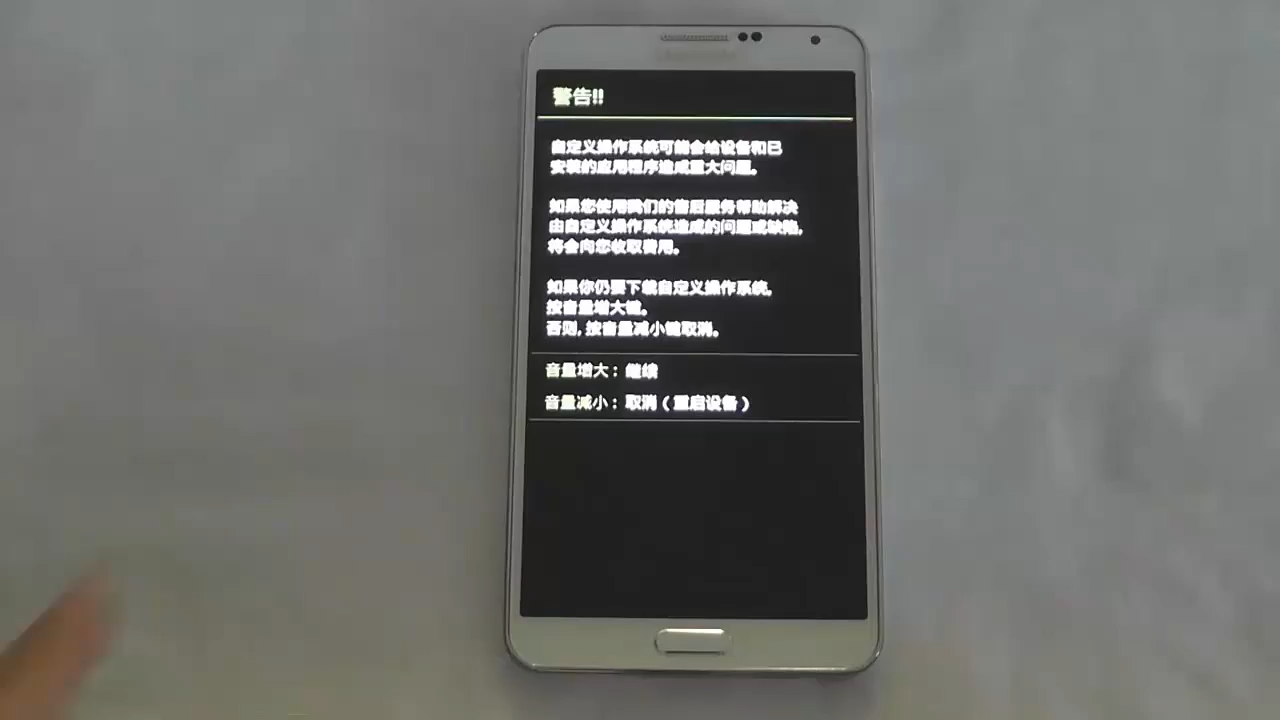 警告!!
自定义操作系统可能会给设备和已
安装的应用程序造成重大问题。
如果您使用我们的售后服务帮助解决
由自定义操作系统造成的问题或缺陷,
将会向您收取费用。
如果你仍要下载自定义操作系统,
按音量增大键。
否则,按音量减小键取消。
音量增大：继续
音量减小：取消（重启设备）